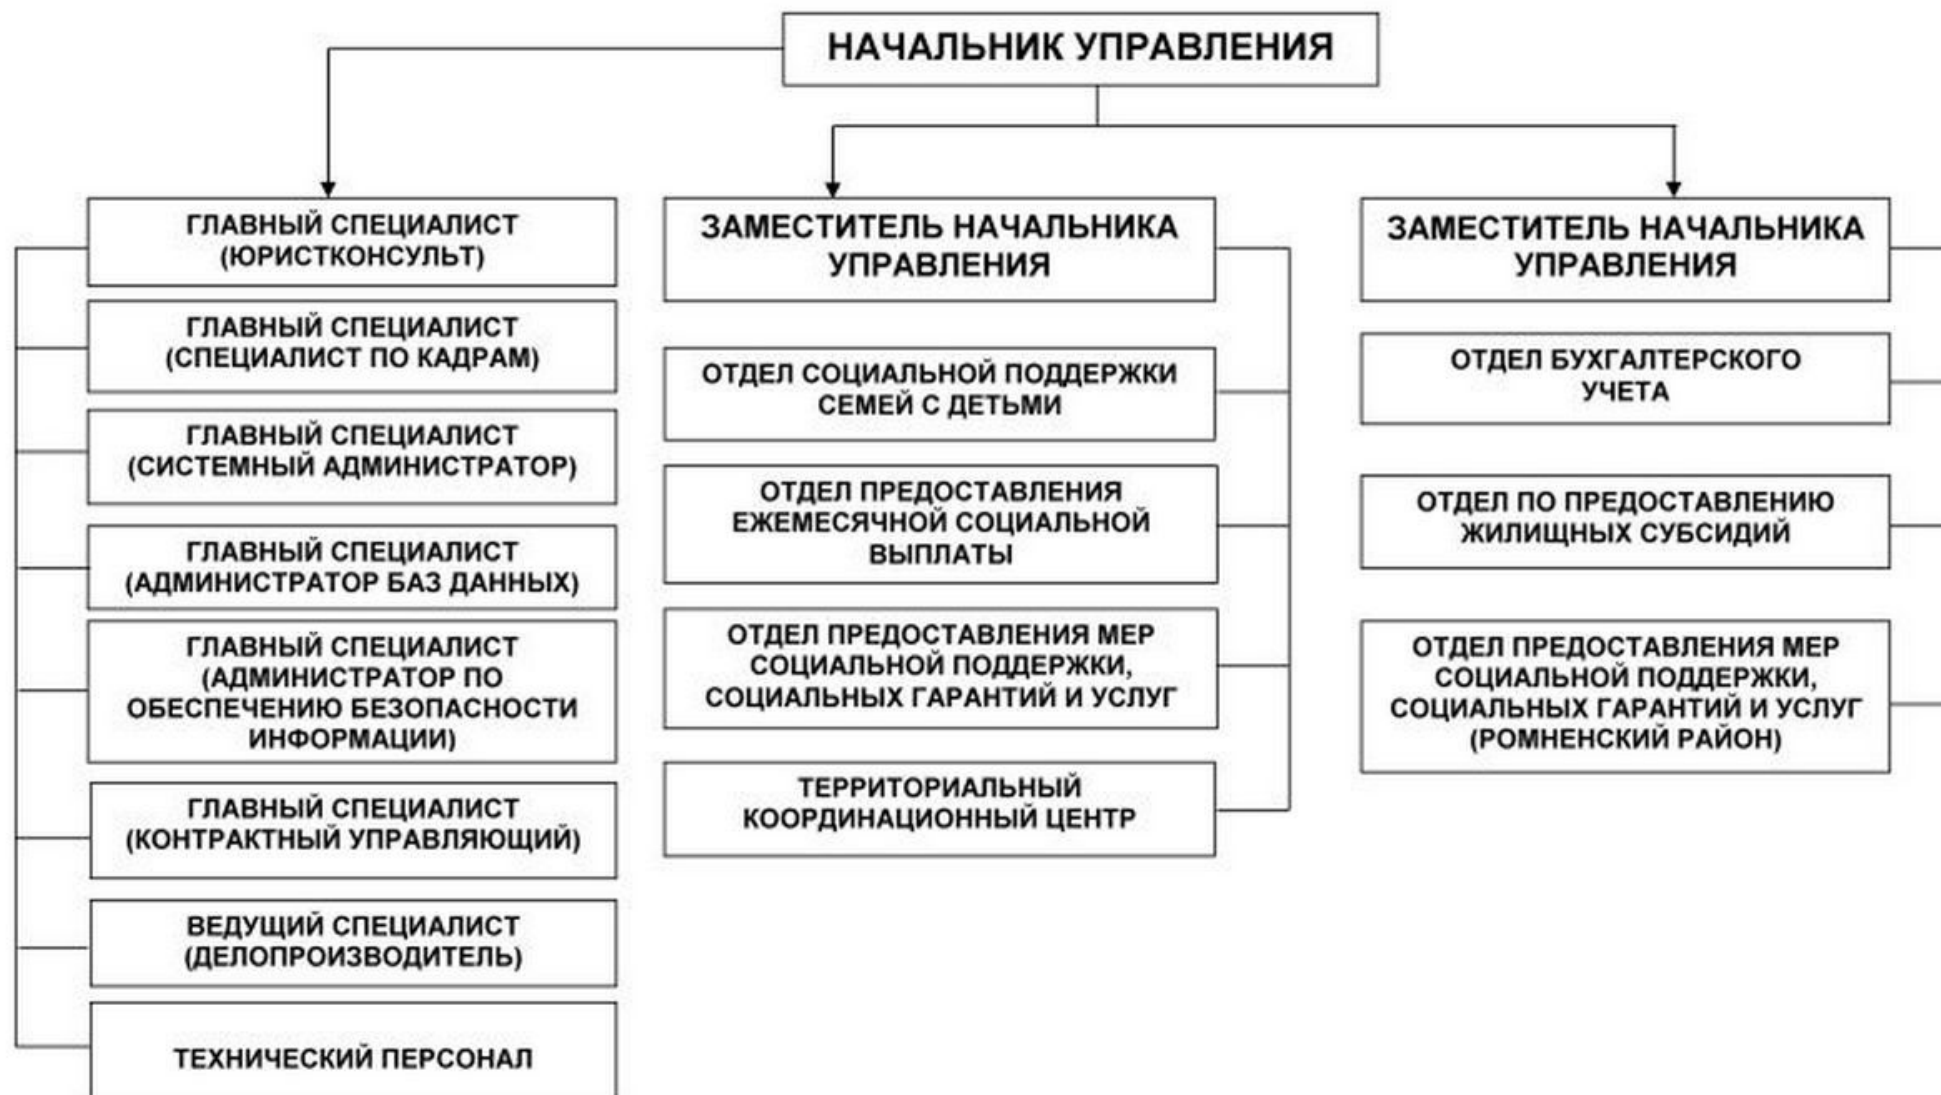 НАЧАЛЬНИК УПРАВЛЕНИЯ
ГЛАВНЫЙ СПЕЦИАЛИСТ
(ЮРИСТКОНСУЛЬТ)
ГЛАВНЫЙ СПЕЦИАЛИСТ
(СПЕЦИАЛИСТ ПО КАДРАМ)
ГЛАВНЫЙ СПЕЦИАЛИСТ
(СИСТЕМНЫЙ АДМИНИСТРАТОР)
ГЛАВНЫЙ СПЕЦИАЛИСТ
(АДМИНИСТРАТОР БАЗ ДАННЫХ)
ГЛАВНЫЙ СПЕЦИАЛИСТ
(АДМИНИСТРАТОР ПО
ОБЕСПЕЧЕНИЮ БЕЗОПАСНОСТИ
ИНФОРМАЦИИ)
ГЛАВНЫЙ СПЕЦИАЛИСТ
(КОНТРАКТНЫЙ УПРАВЛЯЮЩИЙ)
ВЕДУЩИЙ СПЕЦИАЛИСТ
(ДЕЛОПРОИЗВОДИТЕЛЬ)
ТЕХНИЧЕСКИЙ ПЕРСОНАЛ
ЗАМЕСТИТЕЛЬ НАЧАЛЬНИКА
УПРАВЛЕНИЯ
ОТДЕЛ СОЦИАЛЬНОЙ ПОДДЕРЖКИ
СЕМЕЙ С ДЕТЬМИ
ОТДЕЛ ПРЕДОСТАВЛЕНИЯ
ЕЖЕМЕСЯЧНОЙ СОЦИАЛЬНОЙ
ВЫПЛАТЫ
ОТДЕЛ ПРЕДОСТАВЛЕНИЯ МЕР
СОЦИАЛЬНОЙ ПОДДЕРЖКИ,
СОЦИАЛЬНЫХ ГАРАНТИЙ И УСЛУГ
ТЕРРИТОРИАЛЬНЫЙ
КООРДИНАЦИОННЫЙ ЦЕНТР
ЗАМЕСТИТЕЛЬ НАЧАЛЬНИКА
УПРАВЛЕНИЯ
ОТДЕЛ БУХГАЛТЕРСКОГО
УЧЕТА
ОТДЕЛ ПО ПРЕДОСТАВЛЕНИЮ
ЖИЛИЩНЫХ СУБСИДИЙ
ОТДЕЛ ПРЕДОСТАВЛЕНИЯ МЕР
СОЦИАЛЬНОЙ ПОДДЕРЖКИ,
СОЦИАЛЬНЫХ ГАРАНТИЙ И УСЛУГ
(РОМНЕНСКИЙ РАЙОН)